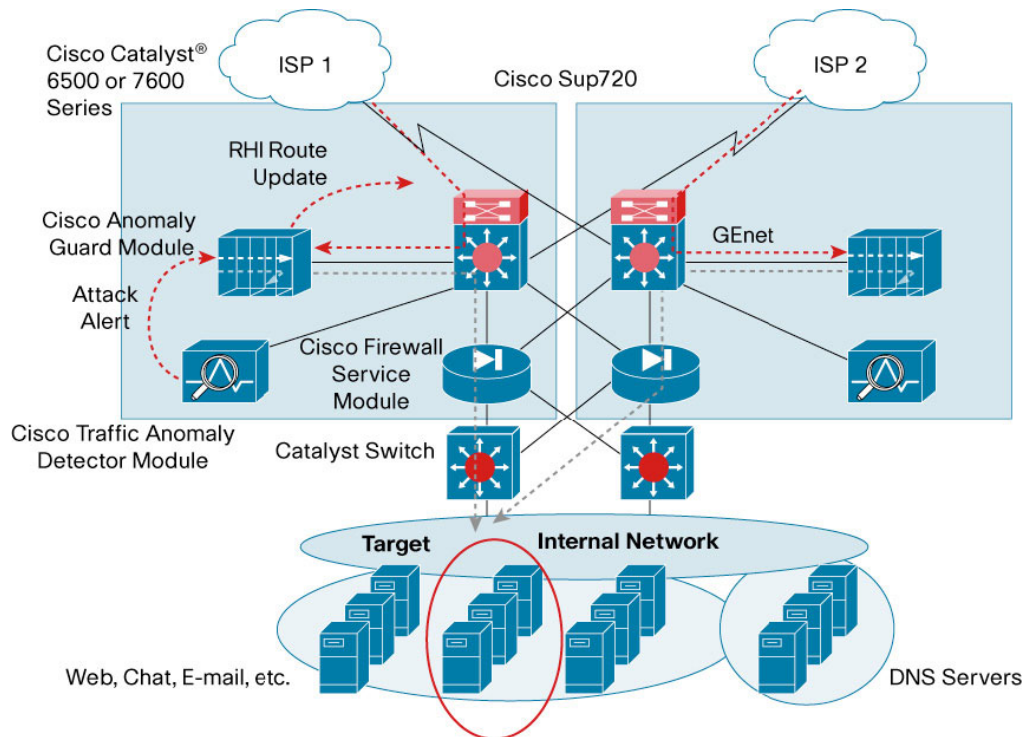 ISP 1
ISP 2
Cisco Catalyst®
6500 or 7600
Series
Cisco Sup720
RHI Route
Update
Cisco Anomaly
Guard Module
GEnet
Attack
Alert
Cisco Firewall
Service
Module
Cisco Traffic Anomaly
Detector Module
Catalyst Switch
Target
Internal Network
Web, Chat, E-mail, etc.
DNS Servers